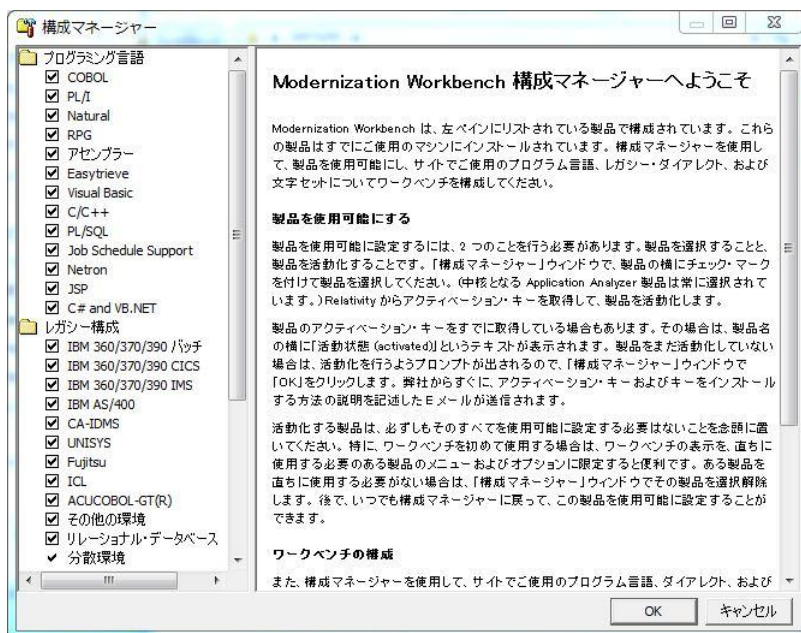 構成マネージャー
プログラミング言語
COBOL
PL/I
Natural
RPG
アセンブラー
Easytrieve
Visual Basic
C/C++
PL/SQL
Job Schedule Support
Netron
JSP
C# and VB.NET
レガシー構成
IBM 360/370/390 バッチ
IBM 360/370/390 CICS
IBM 360/370/390 IMS
IBM AS/400
CA-IDMS
UNISYS
Fujitsu
ICL
ACUCOBOL-GT(R)
その他の環境
リレーショナル・データベース
分散環境
Modernization Workbench 構成マネージャーへようこそ
Modernization Workbench は、左ペインにリストされている製品で構成されています。これら
の製品はすでにご使用のマシンにインストールされています。構成マネージャーを使用し
て、製品を使用可能にし、サイトでご使用のプログラム言語、レガシー・ダイアレクト、および
文字セットについてワークベンチを構成してください。
製品を使用可能にする
製品を使用可能に設定するには、2 つのことを行う必要があります。製品を選択することと、
製品を活動化することです。「構成マネージャー」ウィンドウで、製品の横にチェック・マーク
を付けて製品を選択してください。(中核となる Application Analyzer 製品は常に選択されて
います。) Relativity からアクティベーション・キーを取得して、製品を活動化します。
製品のアクティベーション・キーをすでに取得している場合もあります。その場合は、製品名
の横に「活動状態 (activated)」というテキストが表示されます。製品をまだ活動化していない
場合は、活動化を行うようプロンプトが出されるので、「構成マネージャー」ウィンドウで
「OK」をクリックします。弊社からすぐに、アクティベーション・キーおよびキーをインストール
する方法の説明を記述した E メールが送信されます。
活動化する製品は、必ずしもそのすべてを使用可能に設定する必要はないことを念頭に置
いてください。特に、ワークベンチを初めて使用する場合は、ワークベンチの表示を、直ちに
使用する必要のある製品のメニューおよびオプションに限定すると便利です。ある製品を
直ちに使用する必要がない場合は、「構成マネージャー」ウィンドウでその製品を選択解除
します。後で、いつでも構成マネージャーに戻って、この製品を使用可能に設定することが
できます。
ワークベンチの構成
また、構成マネージャーを使用して、サイトでご使用のプログラム言語、ダイアレクト、および
OK
キャンセル